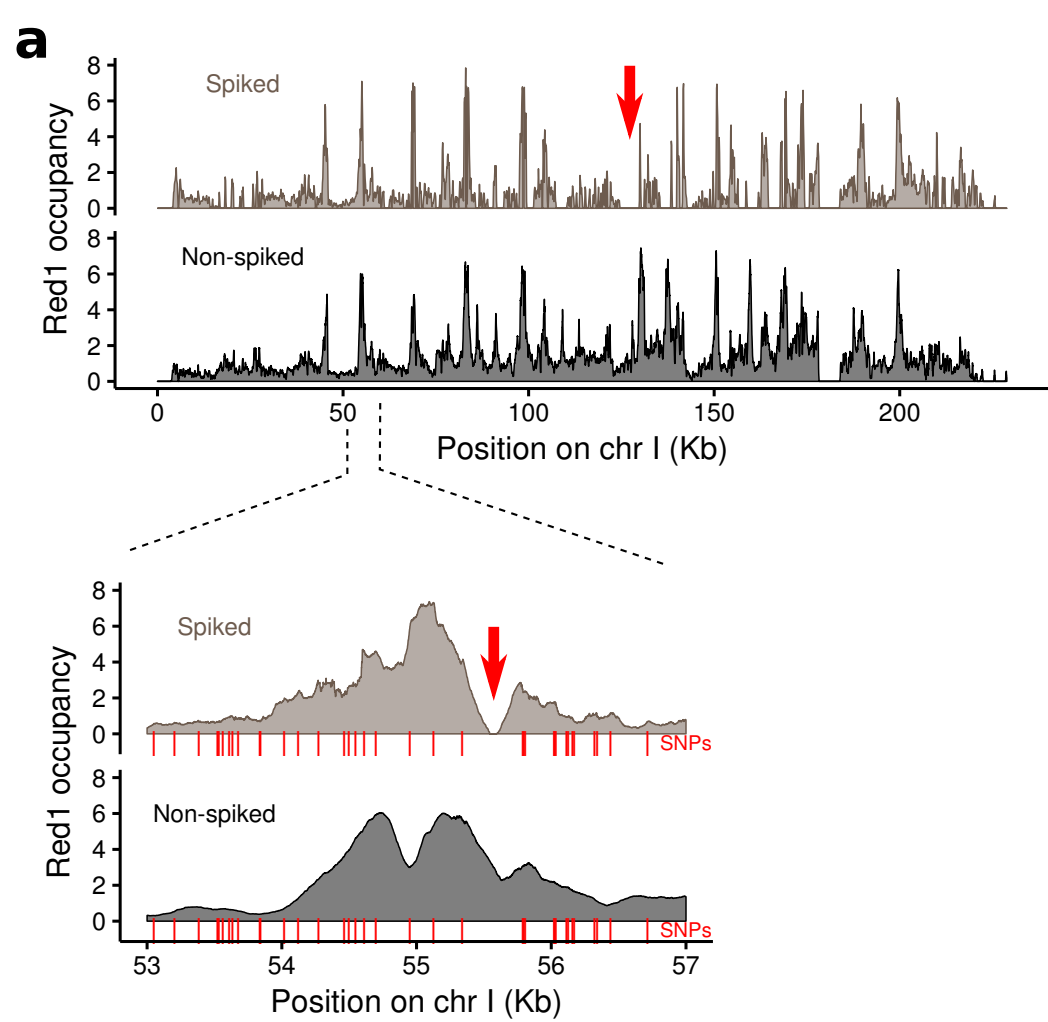 a
Red1 occupancy
8
6
4
2
0
Spiked
8
6
4
2
0
Non-spiked
0 50 100 150 200
Position on chr I (Kb)
Red1 occupancy
8
6
4
2
0
Spiked
SNPs
8
6
4
2
0
Non-spiked
SNPs
53 54 55 56 57
Position on chr I (Kb)